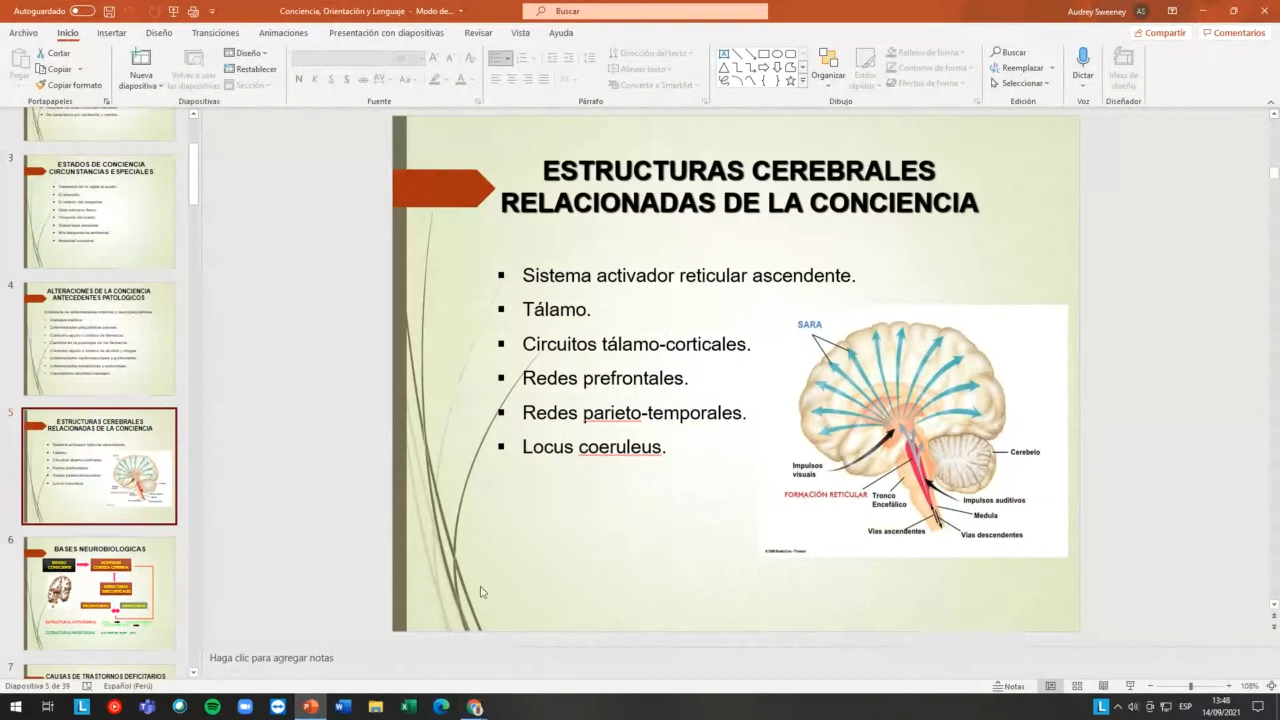 Autoguardado
Conciencia, Orientación y Lenguaje - Modo de...
Buscar
Audrey Sweeney
AS
Archivo
Inicio
Insertar
Diseño
Transiciones
Animaciones
Presentación con diapositivas
Revisar
Vista
Ayuda
Compartir
Comentarios
Cortar
Copiar
Copiar formato
Portapapeles
Nueva diapositiva
Volver a usar las diapositivas
Diseño
Restablecer
Sección
Diapositivas
N
K
S
Fuente
Dirección del texto
Alinear texto
Convertir a SmartArt
Párrafo
Organizar
Estilos rápidos
Relleno de forma
Contorno de forma
Efectos de forma
Dibujo
Buscar
Reemplazar
Seleccionar
Edición
Dictar
Voz
Ideas de diseño
Diseñador
3
ESTADOS DE CONCIENCIA
CIRCUNSTANCIAS ESPECIALES
ALTERACIONES DE LA CONCIENCIA
ANTECEDENTES PATOLOGICOS
5
ESTRUCTURAS CEREBRALES
RELACIONADAS DE LA CONCIENCIA
6
BASES NEUROBIOLOGICAS
7
CAUSAS DE TRASTORNOS DEFICITARIOS
ESTRUCTURAS CEREBRALES
RELACIONADAS DE LA CONCIENCIA
Sistema activador reticular ascendente.
Tálamo.
Circuitos tálamo-corticales.
Redes prefrontales.
Redes parieto-temporales.
Locus coeruleus.
SARA
Cerebelo
Impulsos
visuales
FORMACIÓN RETICULAR
Tronco
Encefálico
Impulsos auditivos
Medula
Vias ascendentes
Vias descendentes
Haga clic para agregar notas
Diapositiva 5 de 39
Español (Perú)
Notas
108%
ESP
13:48
14/09/2021